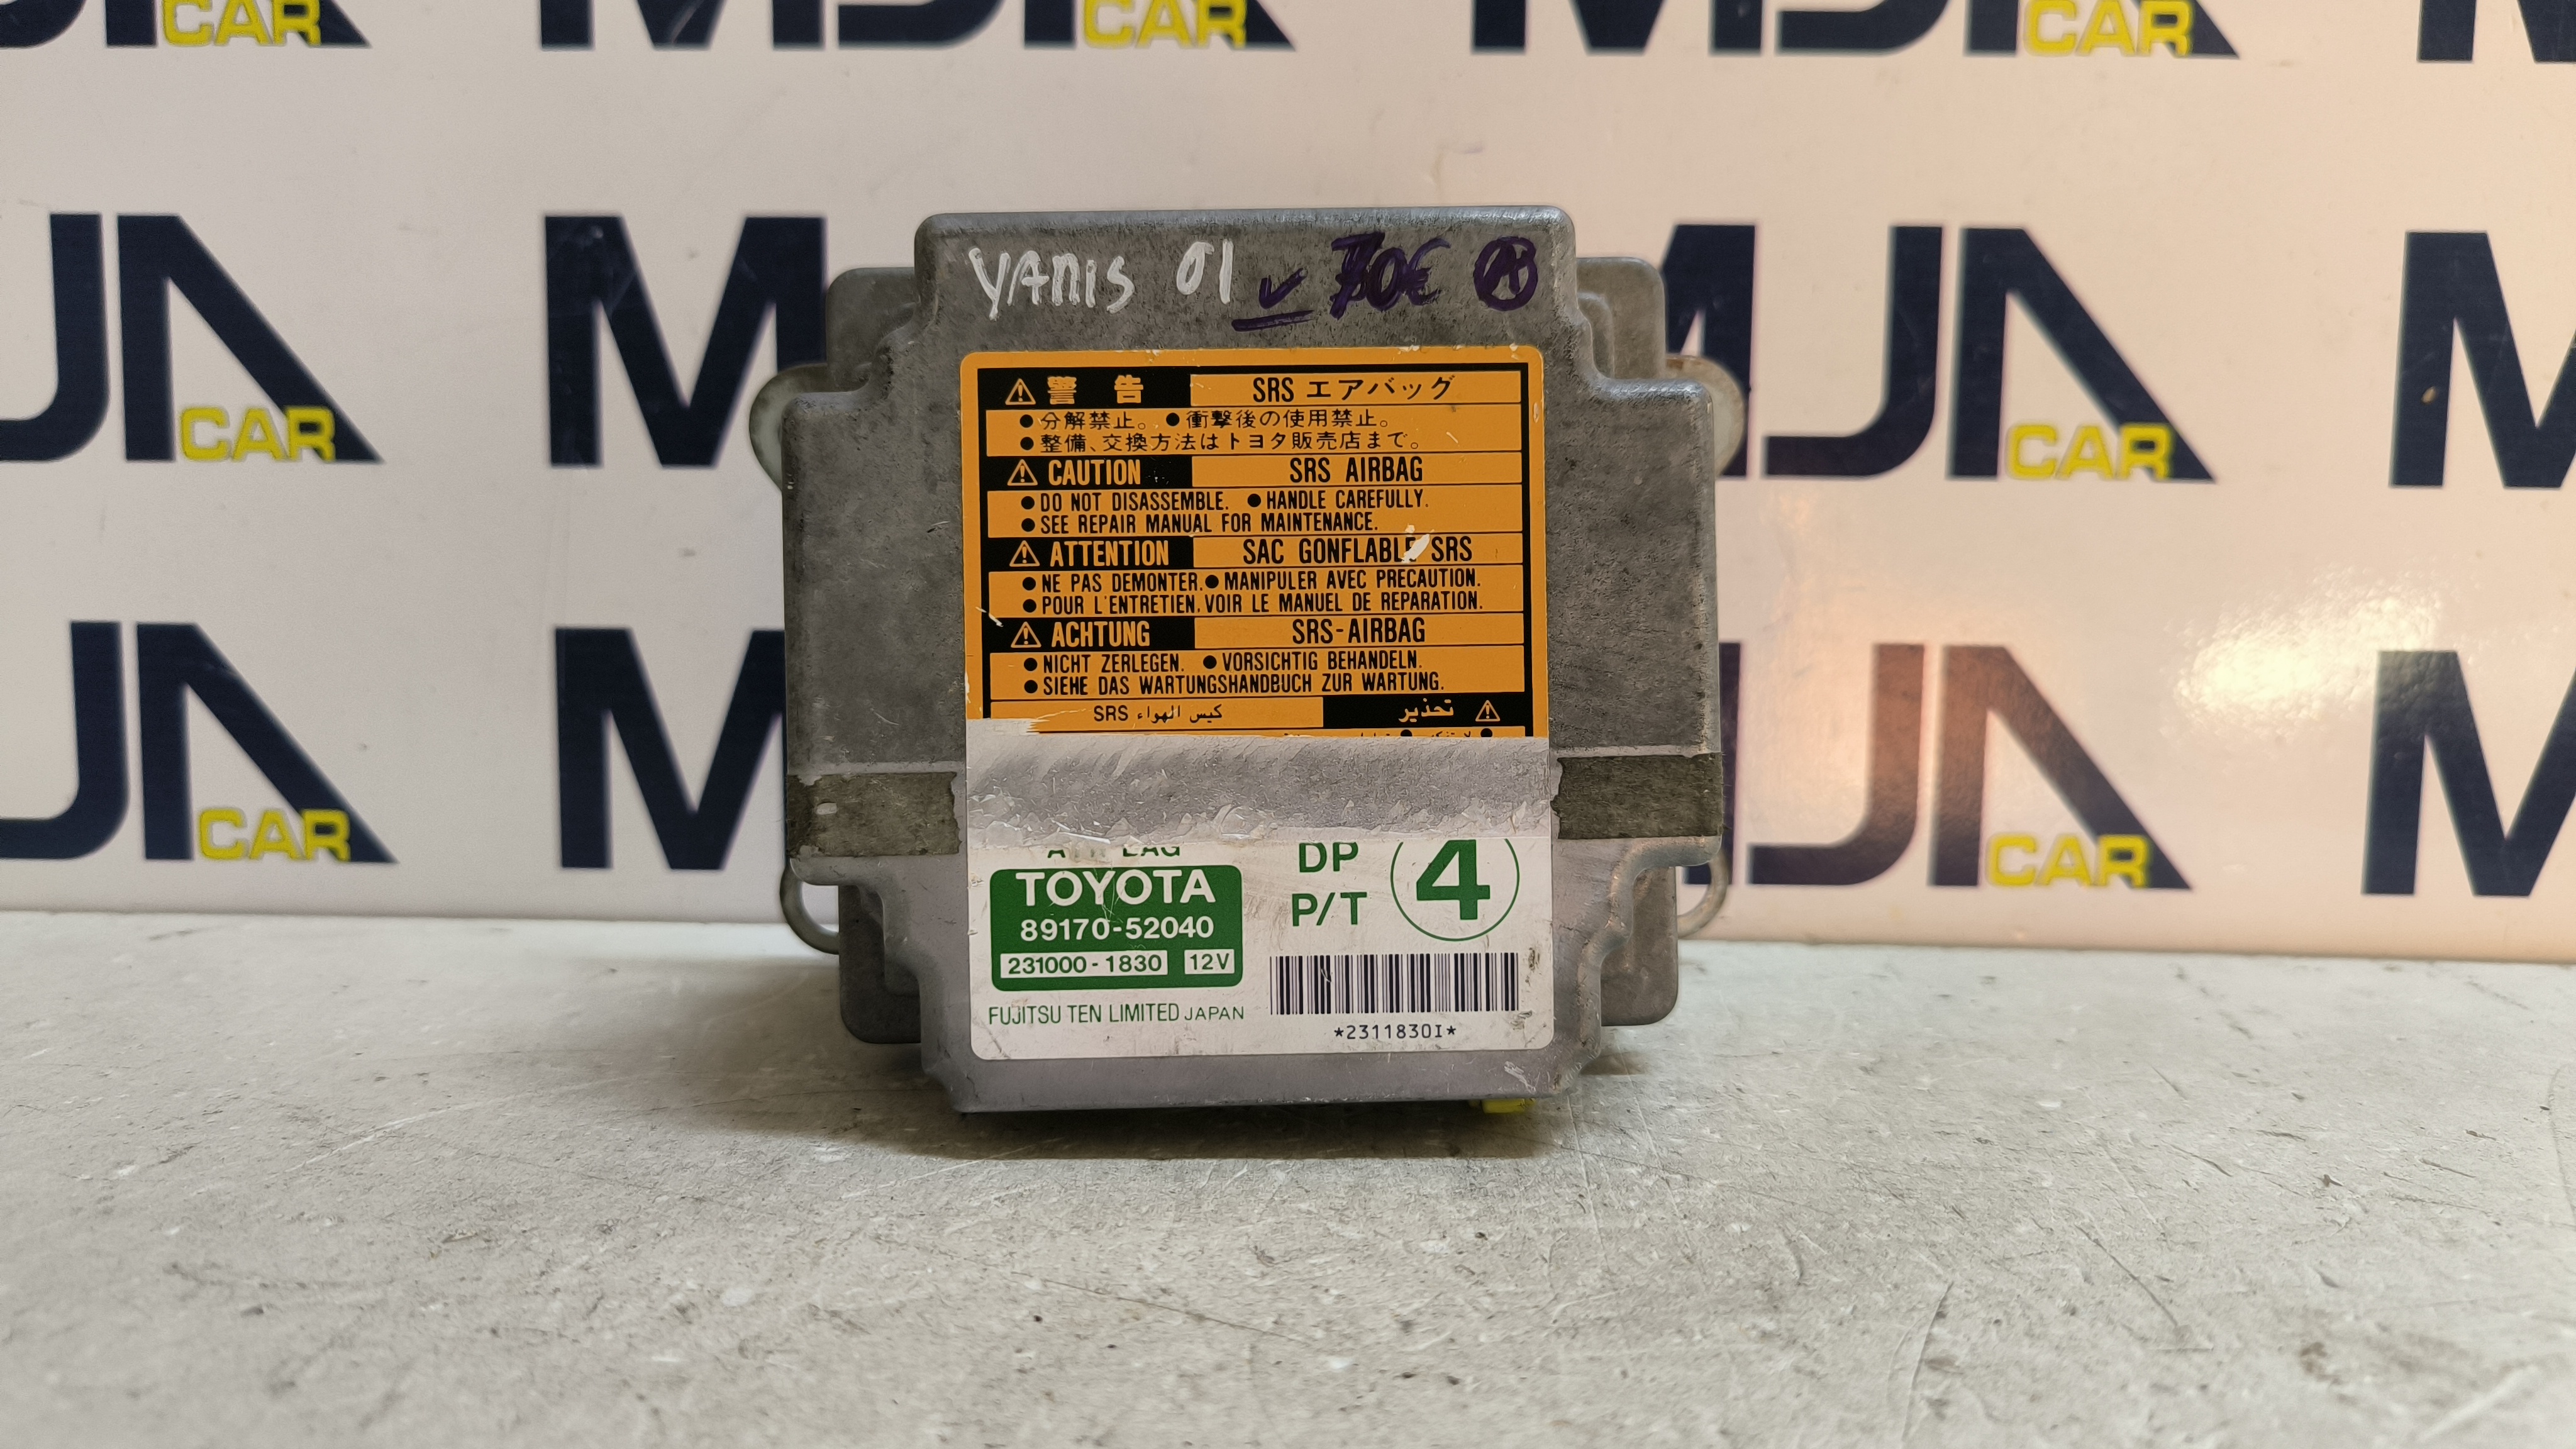 MJN CAR
YAnis 01 70€
警告 SRS エアバッグ
●分解禁止。 ●衝撃後の使用禁止。
●整備、交換方法はトヨタ販売店まで。
CAUTION SRS AIRBAG
●DO NOT DISASSEMBLE. ●HANDLE CAREFULLY.
●SEE REPAIR MANUAL FOR MAINTENANCE.
ATTENTION SAC GONFLABLE SRS
●NE PAS DEMONTER. ●MANIPULER AVEC PRECAUTION.
●POUR L'ENTRETIEN, VOIR LE MANUEL DE REPARATION.
ACHTUNG SRS-AIRBAG
●NICHT ZERLEGEN. ●VORSICHTIG BEHANDELN.
●SIEHE DAS WARTUNGSHANDBUCH ZUR WARTUNG.
تحذير كيس الهواء SRS
DP 4
TOYOTA
P/T
89170-52040
231000-1830 12V
FUJITSU TEN LIMITED JAPAN
*2311830I*